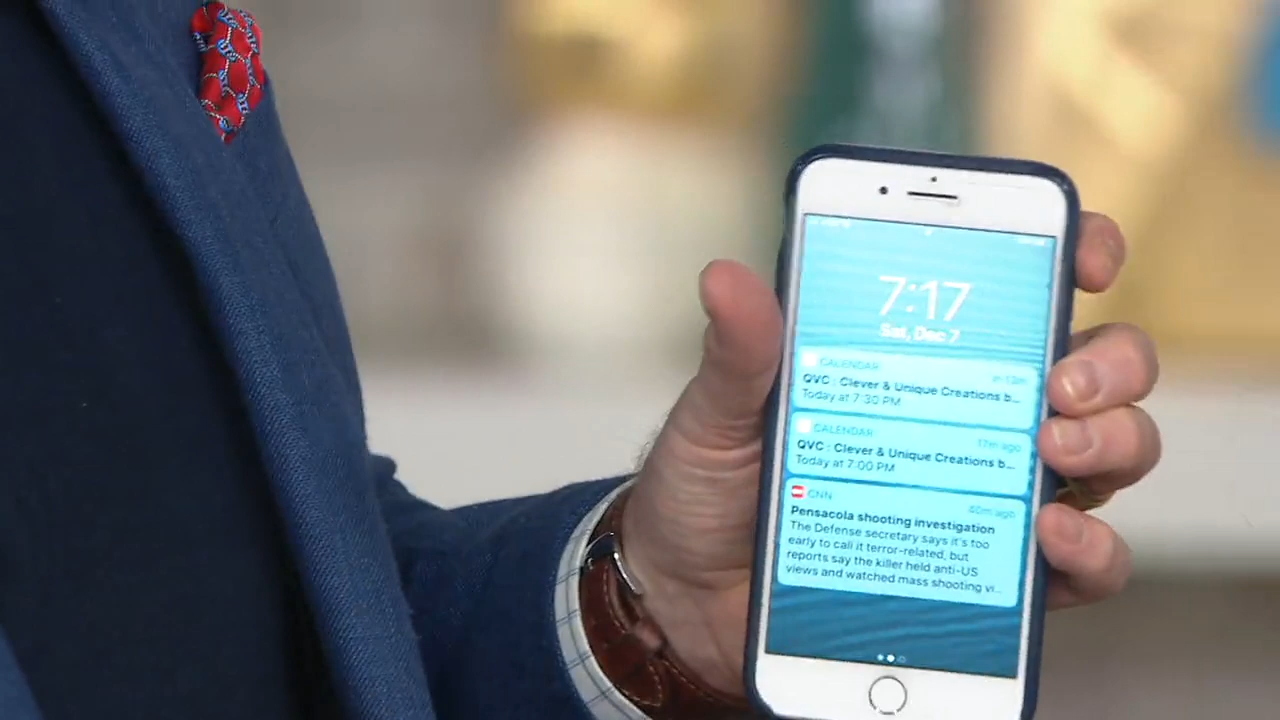 7:17
Sat, Dec 7
CALENDAR
in 13m
QVC : Clever & Unique Creations b...
Today at 7:30 PM
CALENDAR
17m ago
QVC : Clever & Unique Creations b...
Today at 7:00 PM
CNN
40m ago
Pensacola shooting investigation
The Defense secretary says it's too
early to call it terror-related, but
reports say the killer held anti-US
views and watched mass shooting vi...